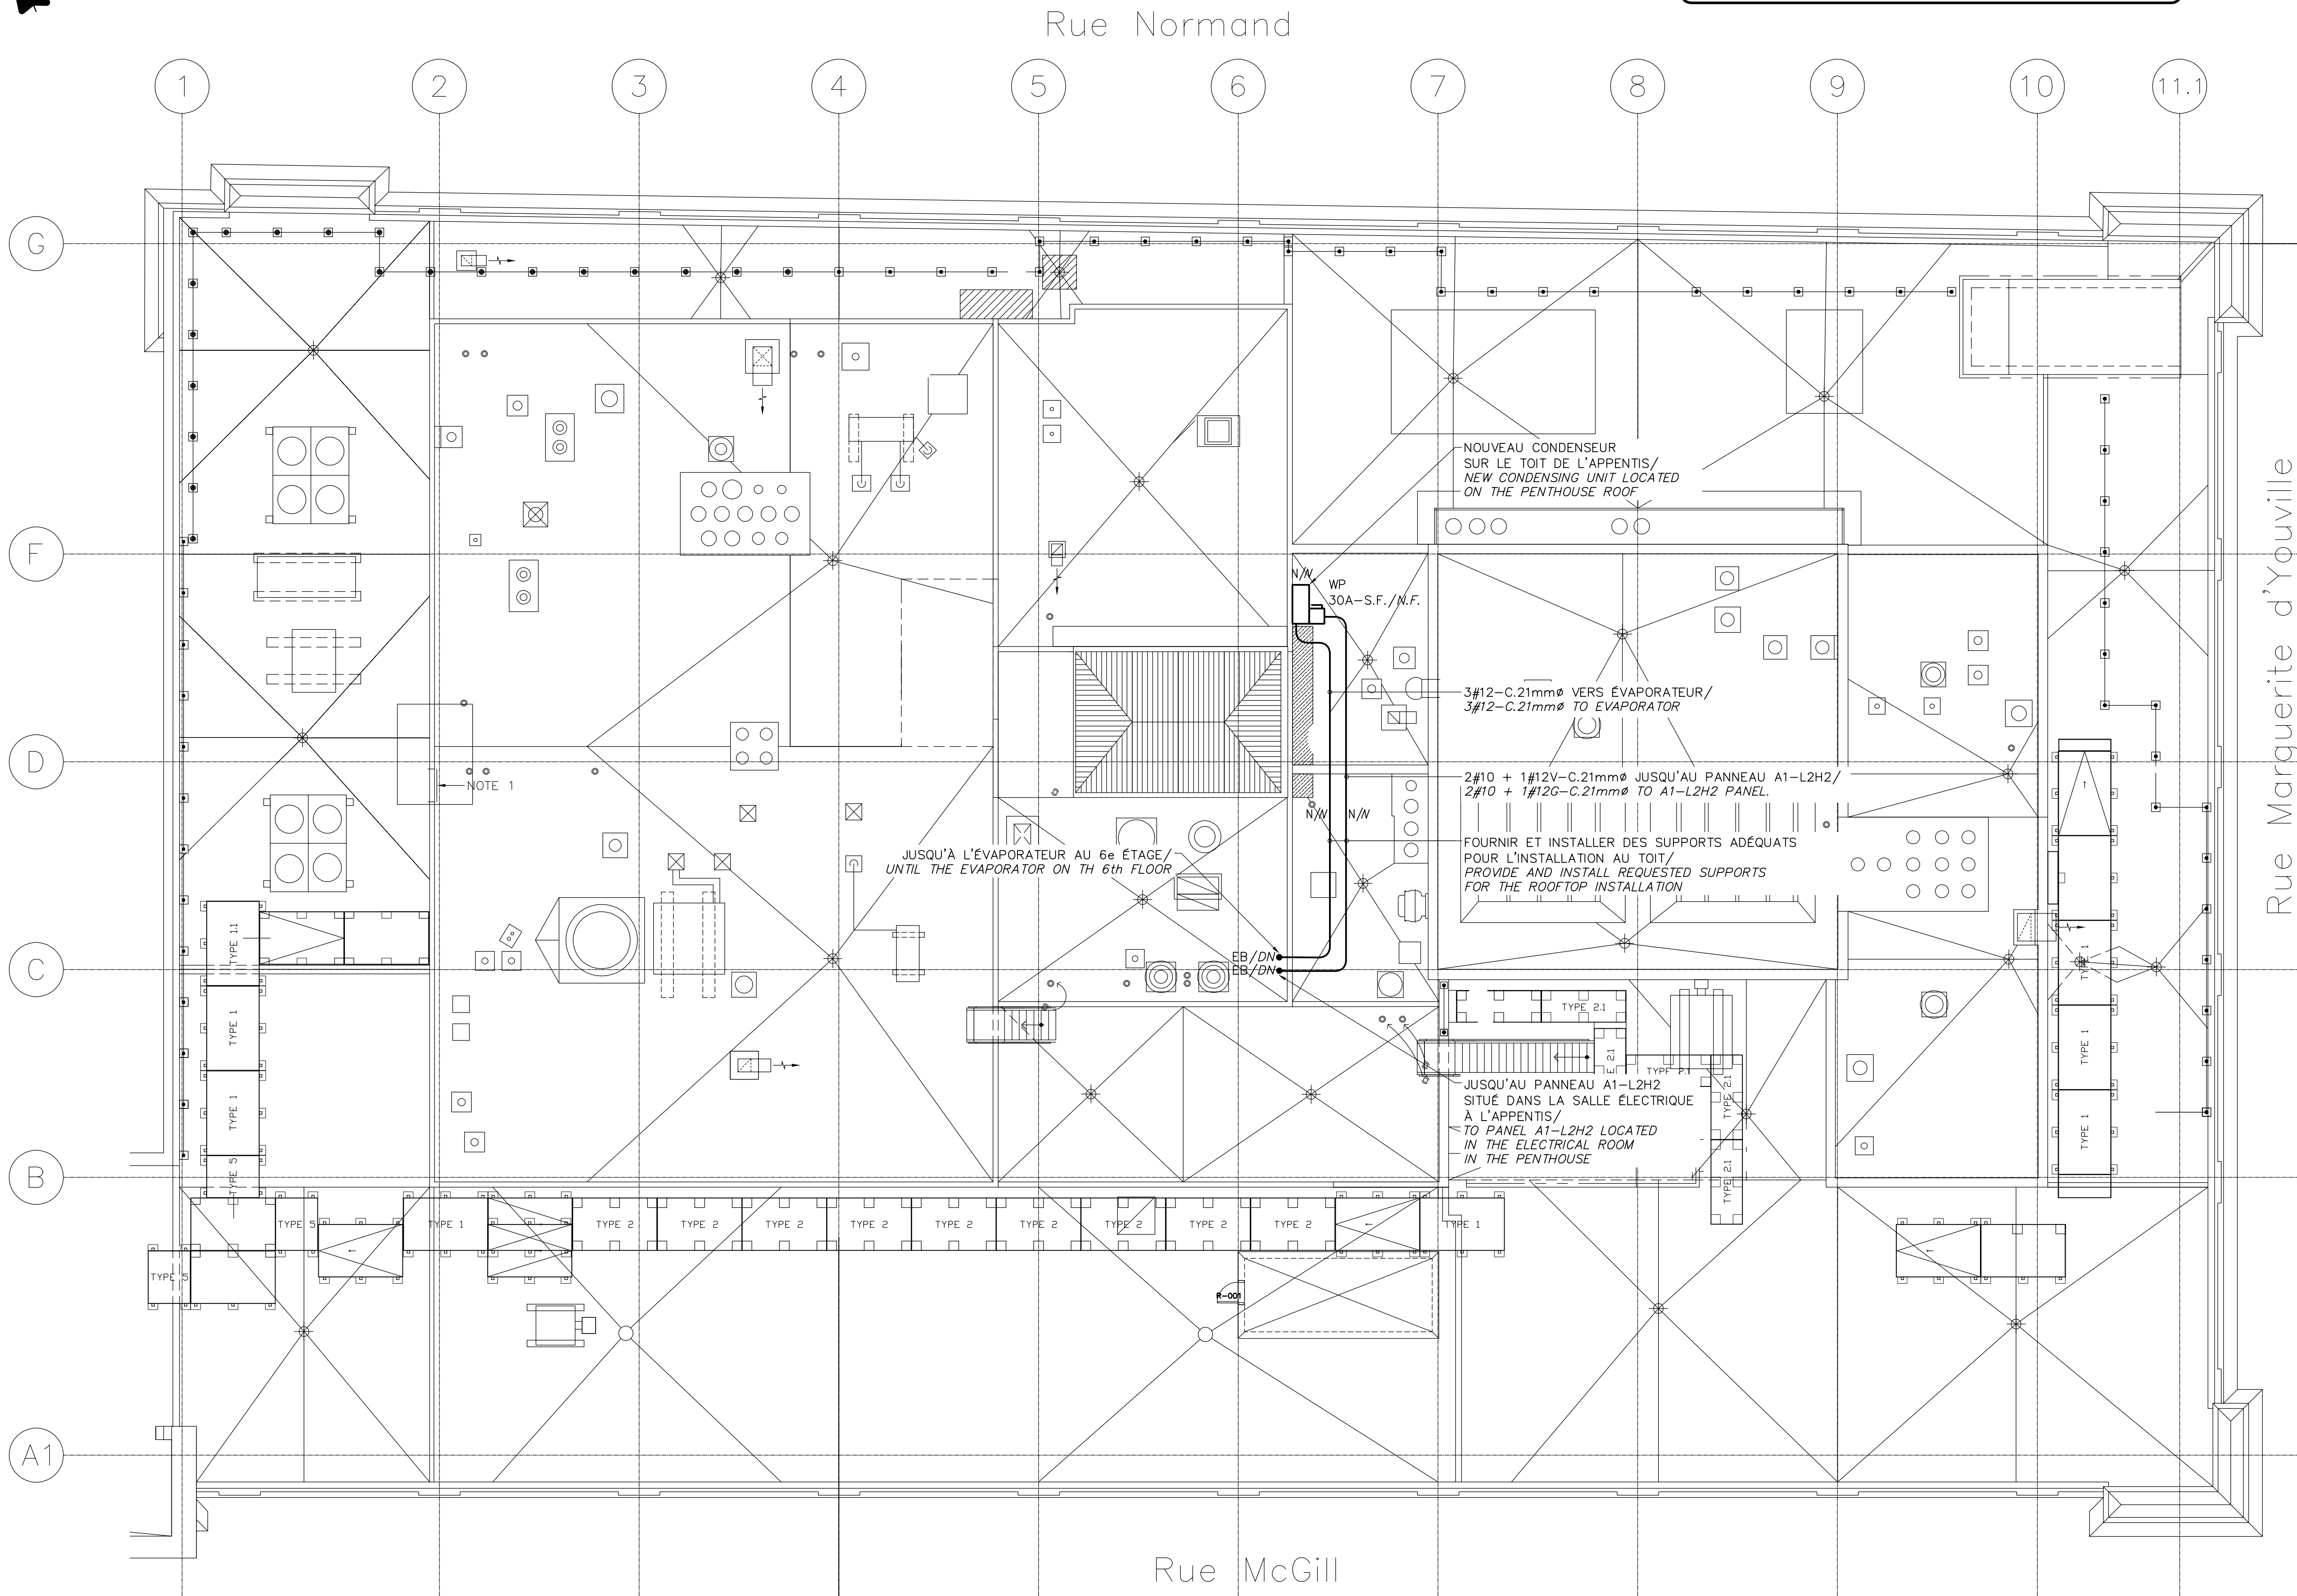 Rue Normand
1
2
3
4
5
6
7
8
9
10
11.1
G
F
D
C
B
A1
Rue Marguerite d'Youville
NOUVEAU CONDENSEUR
SUR LE TOIT DE L'APPENTIS/
NEW CONDENSING UNIT LOCATED
ON THE PENTHOUSE ROOF
N/N
WP
30A-S.F./N.F.
3#12-C.21mmø VERS ÉVAPORATEUR/
3#12-C.21mmø TO EVAPORATOR
NOTE 1
2#10 + 1#12V-C.21mmø JUSQU'AU PANNEAU A1-L2H2/
2#10 + 1#12G-C.21mmø TO A1-L2H2 PANEL.
N/N
N/N
FOURNIR ET INSTALLER DES SUPPORTS ADÉQUATS
POUR L'INSTALLATION AU TOIT/
PROVIDE AND INSTALL REQUESTED SUPPORTS
FOR THE ROOFTOP INSTALLATION
JUSQU'À L'ÉVAPORATEUR AU 6e ÉTAGE/
UNTIL THE EVAPORATOR ON TH 6th FLOOR
EB/DN
EB/DN
TYPE 1.1
TYPE 1
TYPE 1
TYPE 5
TYPE 2.1
2.1
TYPE 2.1
TYPE 2.1
TYPE 1
TYPE 1
TYPE 1
JUSQU'AU PANNEAU A1-L2H2
SITUÉ DANS LA SALLE ÉLECTRIQUE
À L'APPENTIS/
TO PANEL A1-L2H2 LOCATED
IN THE ELECTRICAL ROOM
IN THE PENTHOUSE
TYPE 5
TYPE 1
TYPE 2
TYPE 2
TYPE 2
TYPE 2
TYPE 2
TYPE 2
TYPE 2
TYPE 2
TYPE 2
TYPE 1
TYPE 5
R-001
Rue McGill